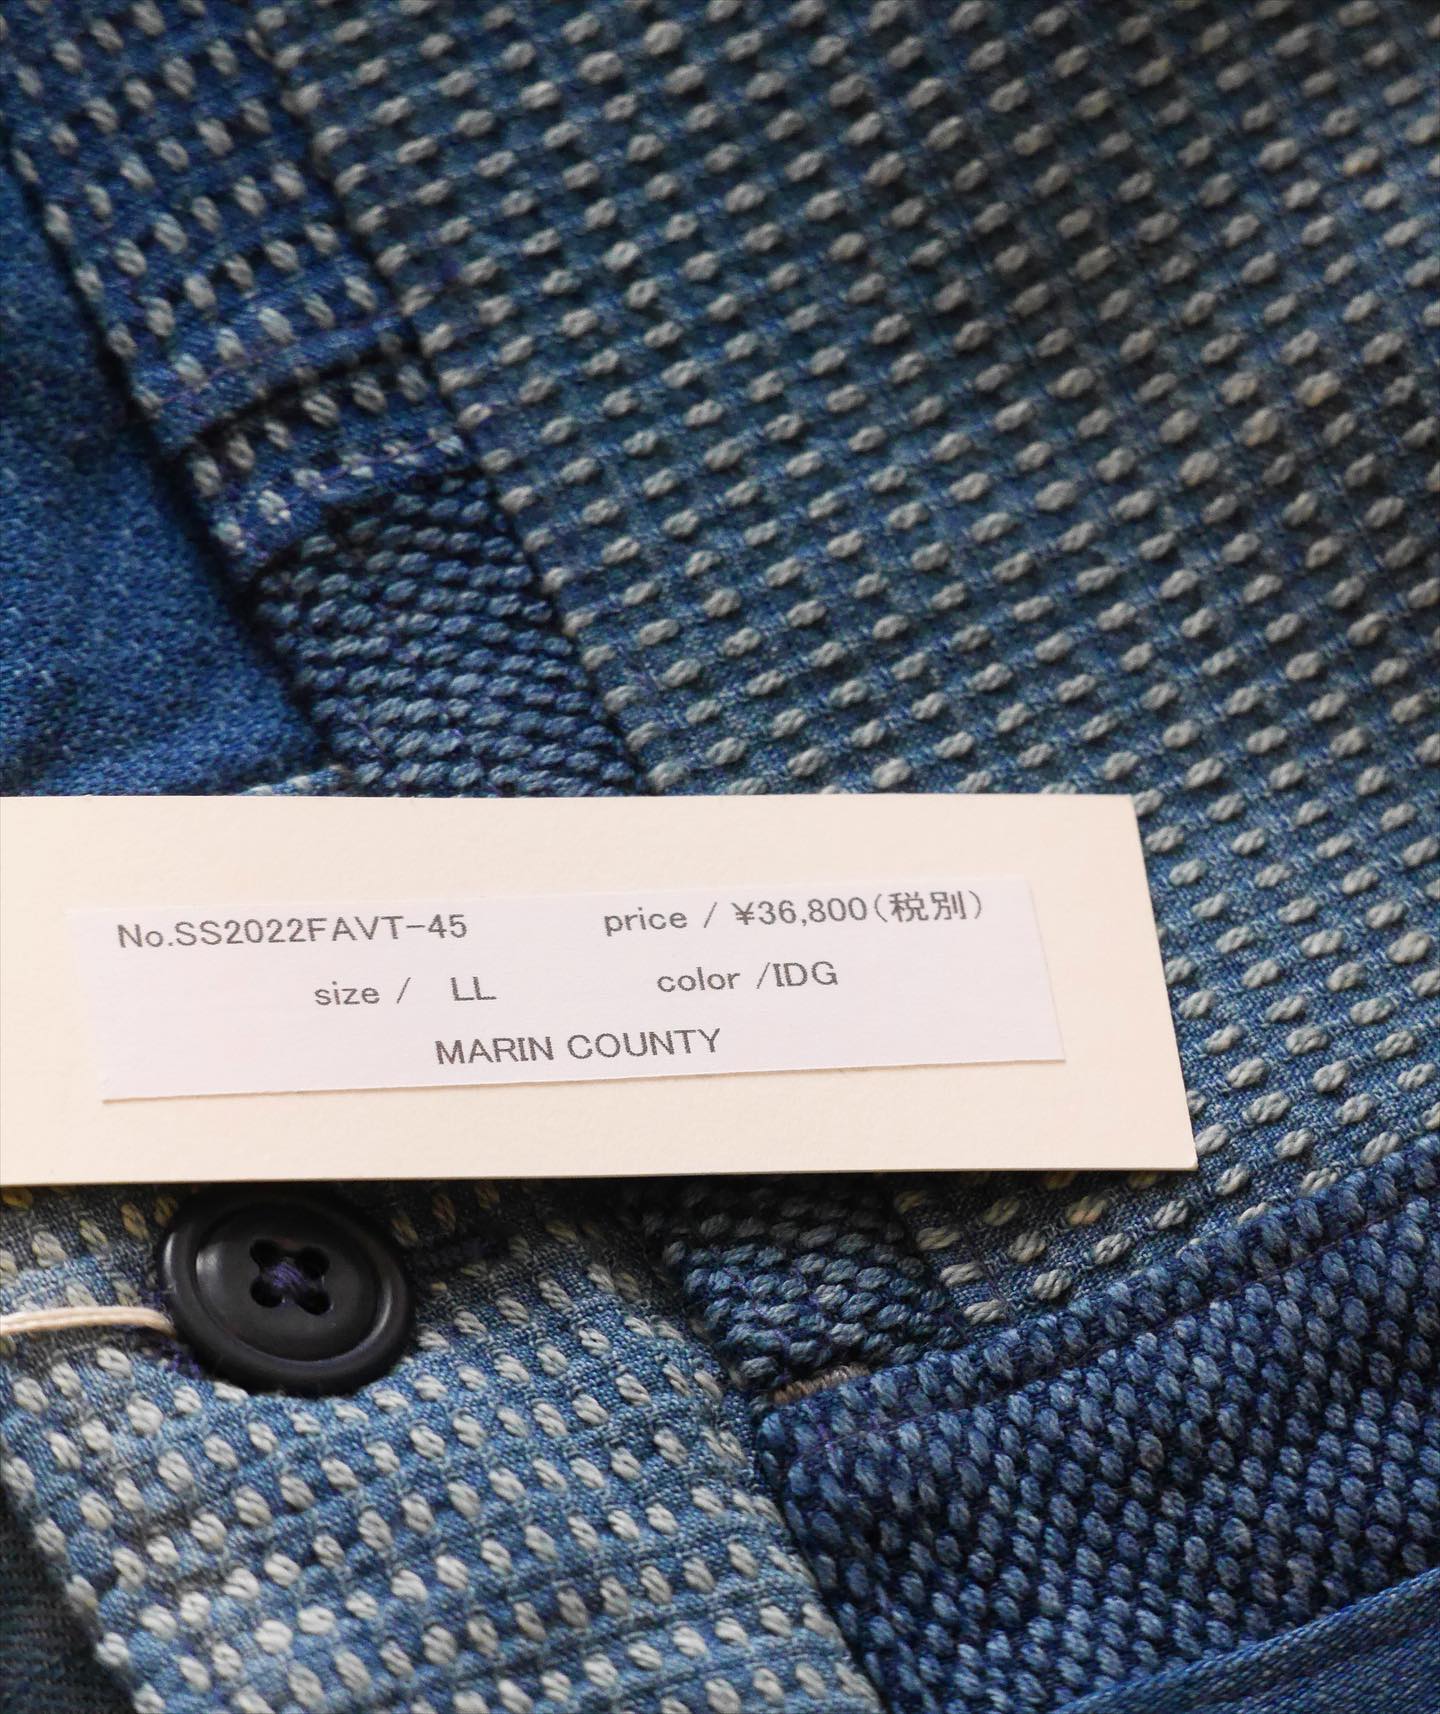 No.SS2022FAVT-45 price / ¥36,800(税別)
size / LL color /IDG
MARIN COUNTY